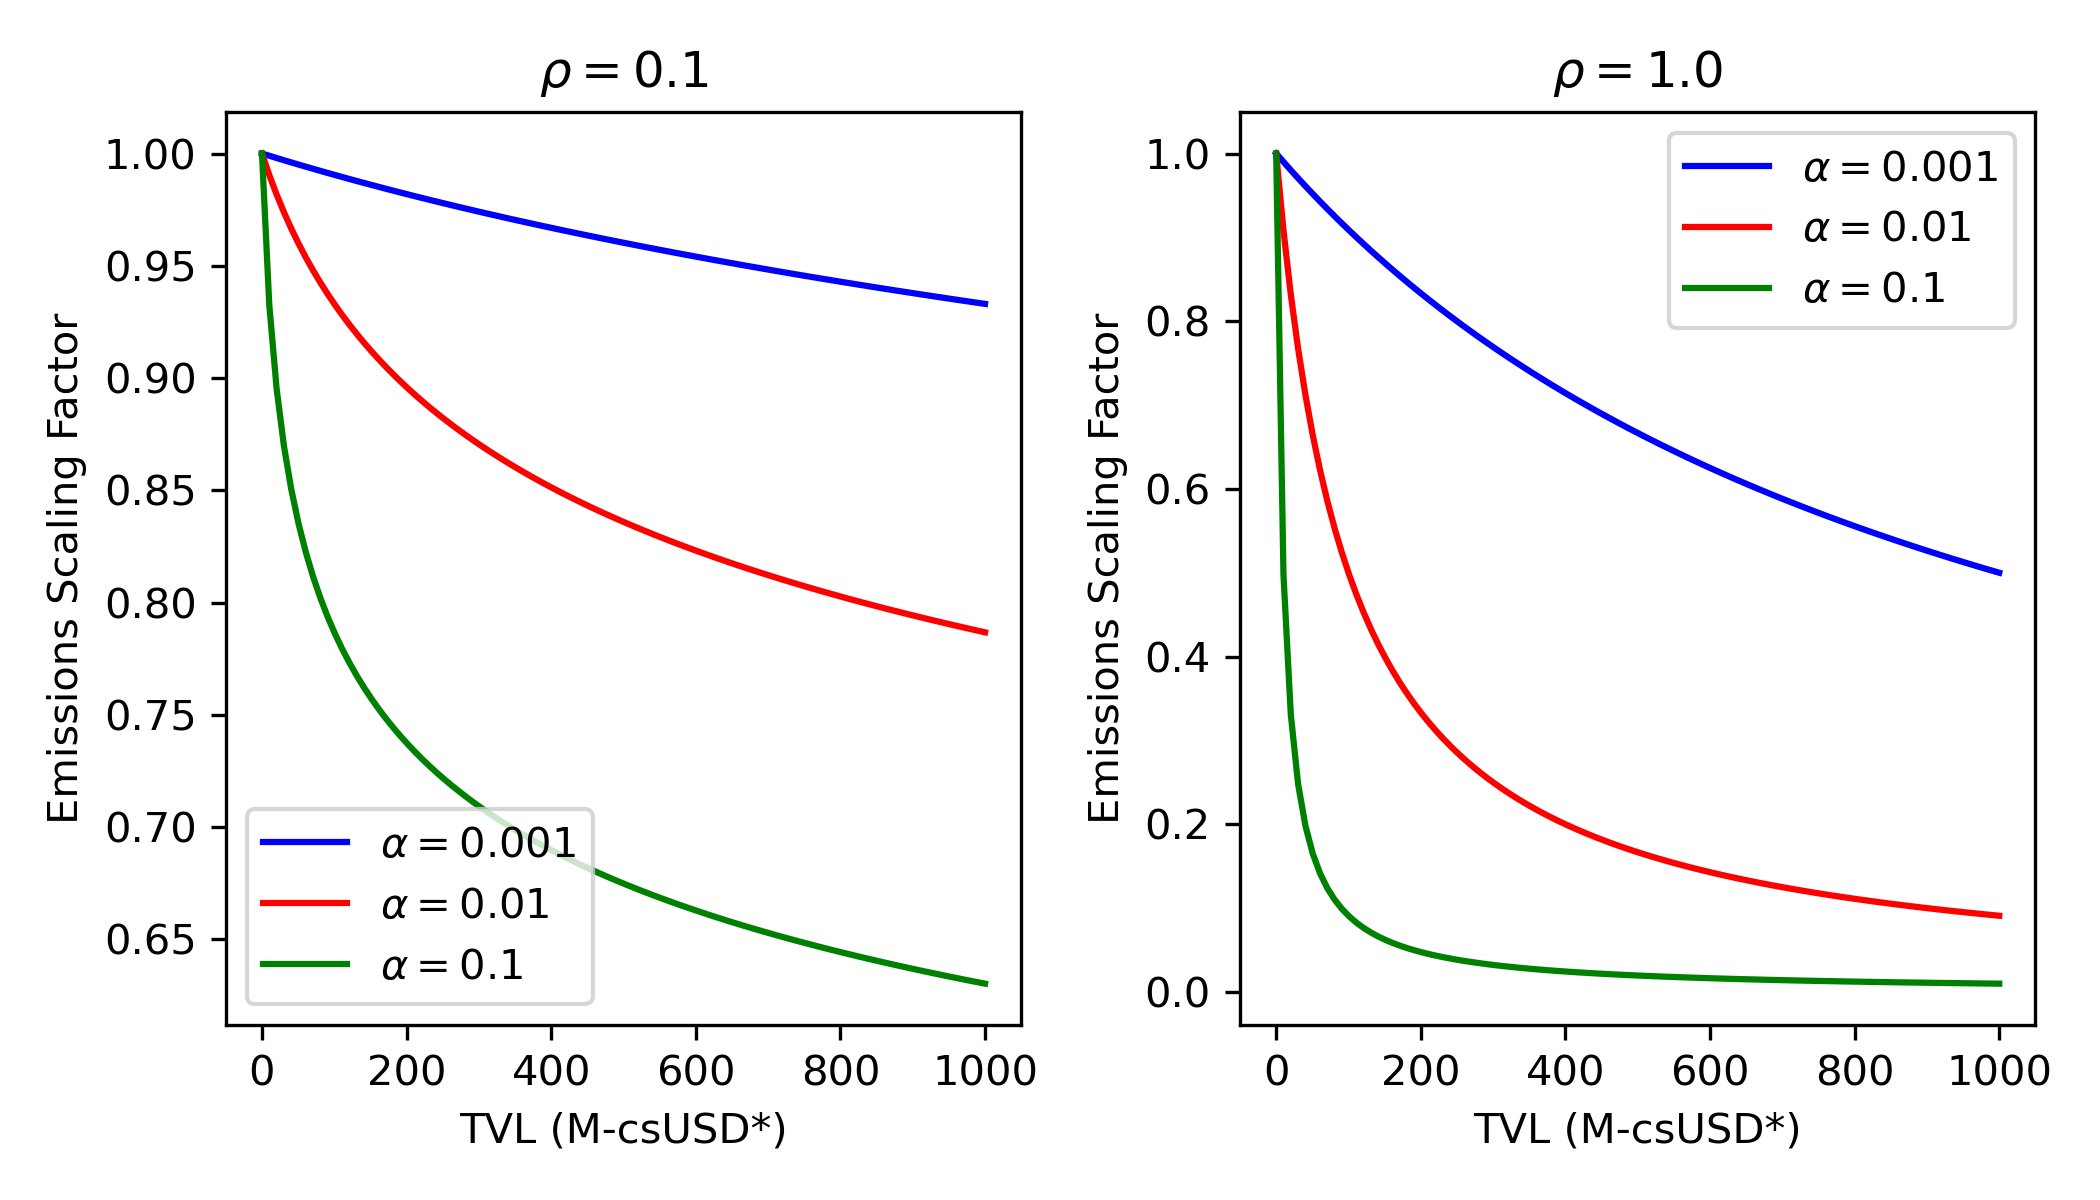 ρ = 0.1
1.00
0.95
0.90
0.85
0.80
0.75
0.70
0.65
Emissions Scaling Factor
α = 0.001
α = 0.01
α = 0.1
0 200 400 600 800 1000
TVL (M-csUSD*)
ρ = 1.0
1.0
0.8
0.6
0.4
0.2
0.0
Emissions Scaling Factor
α = 0.001
α = 0.01
α = 0.1
0 200 400 600 800 1000
TVL (M-csUSD*)